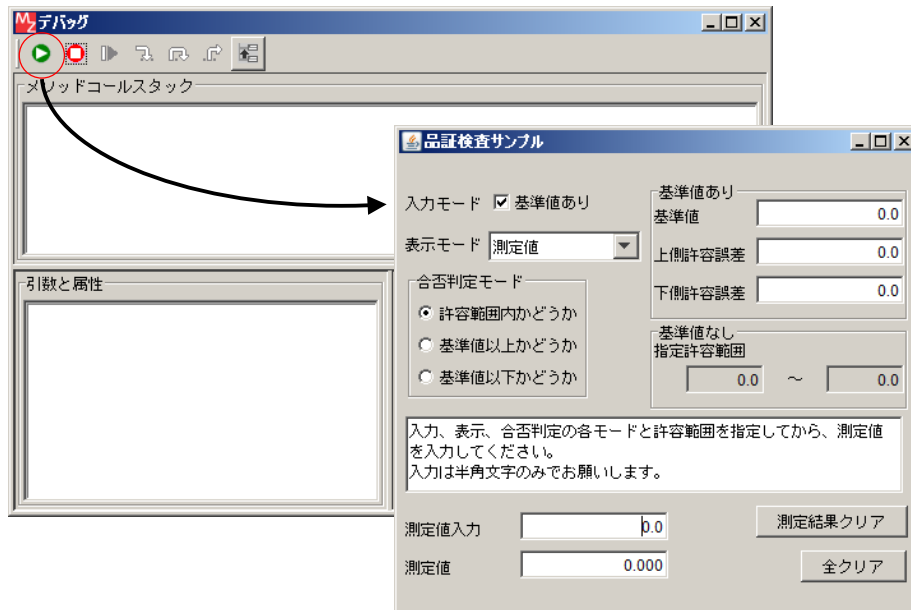 デバッグ
メソッドコールスタック
引数と属性
品証検査サンプル
入力モード 基準値あり
表示モード 測定値
合否判定モード
許容範囲内かどうか
基準値以上かどうか
基準値以下かどうか
基準値あり
基準値 0.0
上側許容誤差 0.0
下側許容誤差 0.0
基準値なし
指定許容範囲
0.0 ～ 0.0
入力、表示、合否判定の各モードと許容範囲を指定してから、測定値
を入力してください。
入力は半角文字のみでお願いします。
測定値入力 0.0
測定結果クリア
測定値 0.000
全クリア